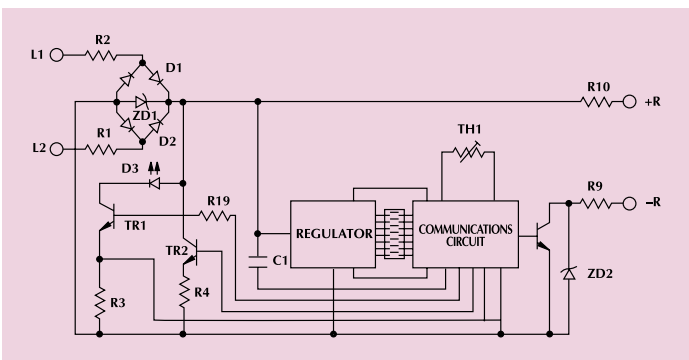 R2
L1
D1
R10
+R
ZD1
TH1
R1
D2
L2
D3
R9
-R
R19
TR1
REGULATOR
COMMUNICATIONS
CIRCUIT
TR2
C1
ZD2
R3
R4